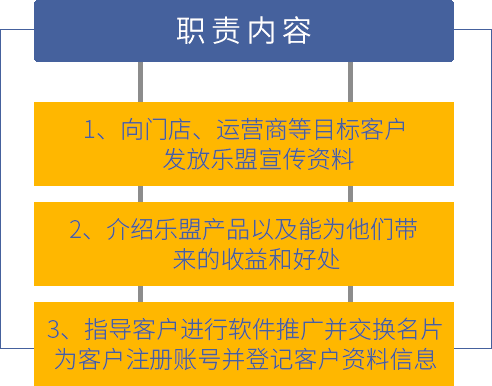 职责内容
1、向门店、运营商等目标客户
发放乐盟宣传资料
2、介绍乐盟产品以及能为他们带
来的收益和好处
3、指导客户进行软件推广并交换名片
为客户注册账号并登记客户资料信息